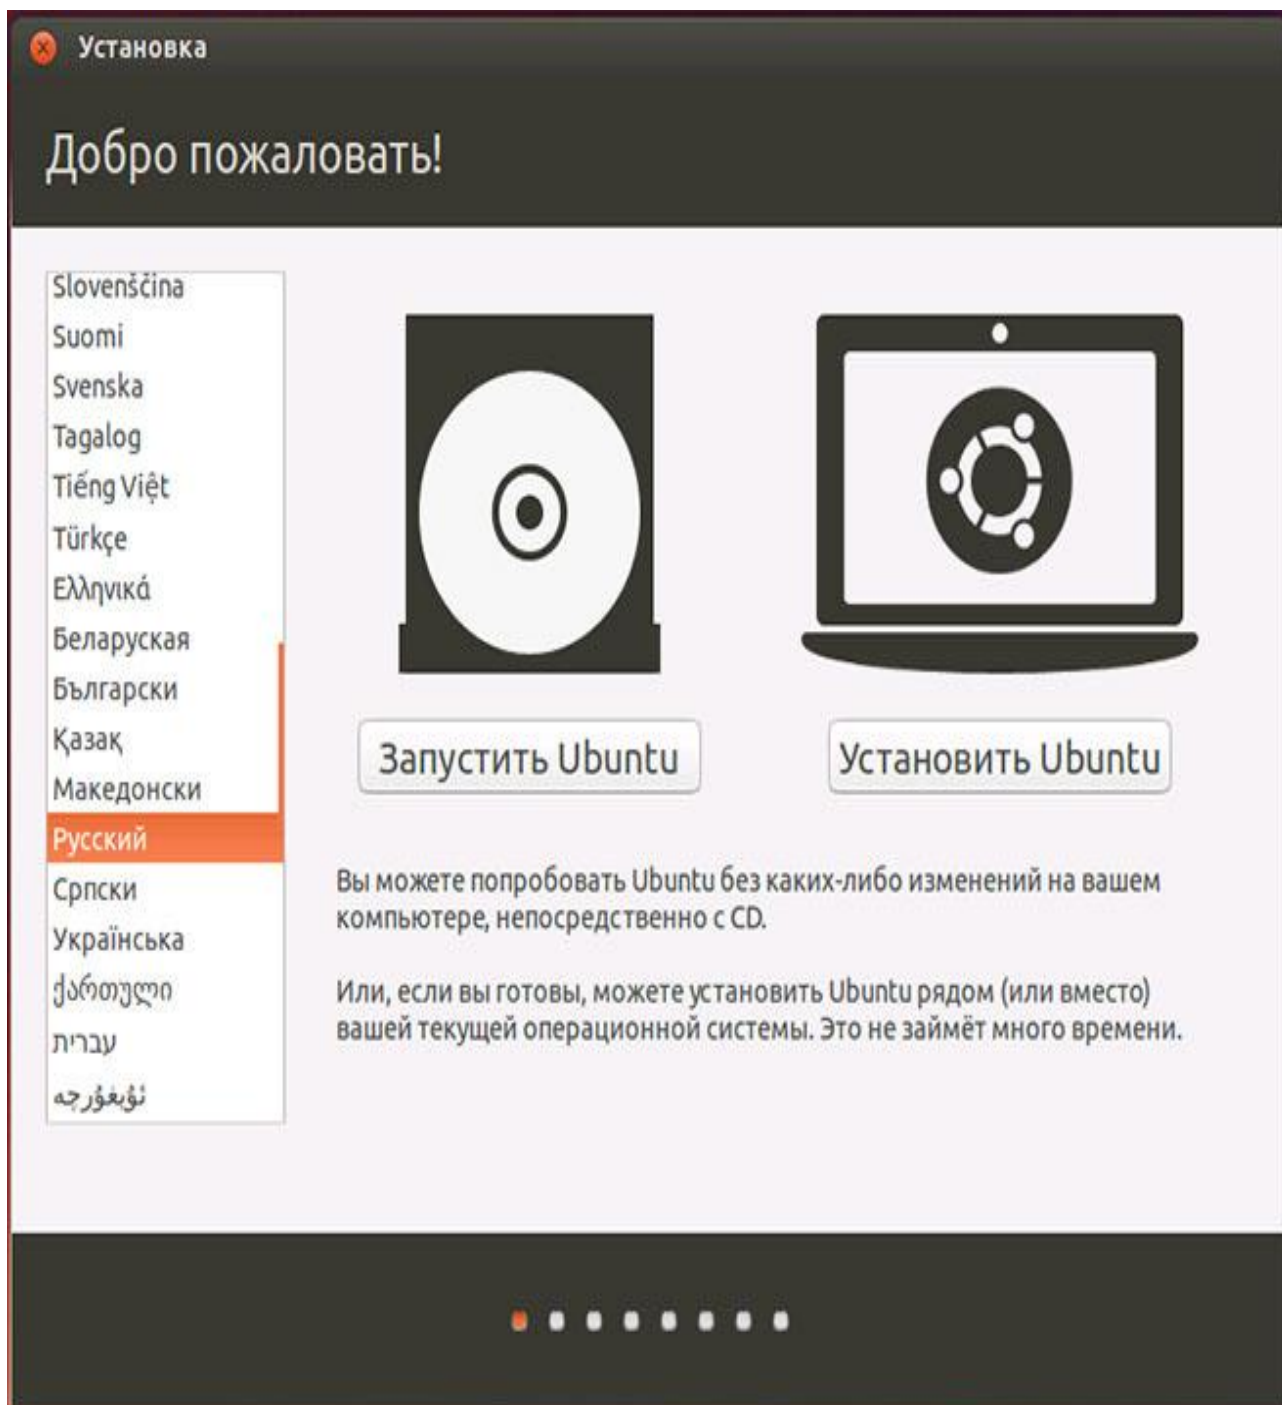 Установка
Добро пожаловать!
Slovenščina
Suomi
Svenska
Tagalog
Tiếng Việt
Türkçe
Ελληνικά
Беларуская
Български
Қазақ
Македонски
Русский
Српски
Українська
ქართული
עברית
ئۇيغۇرچە
Запустить Ubuntu
Установить Ubuntu
Вы можете попробовать Ubuntu без каких-либо изменений на вашем
компьютере, непосредственно с CD.
Или, если вы готовы, можете установить Ubuntu рядом (или вместо)
вашей текущей операционной системы. Это не займёт много времени.